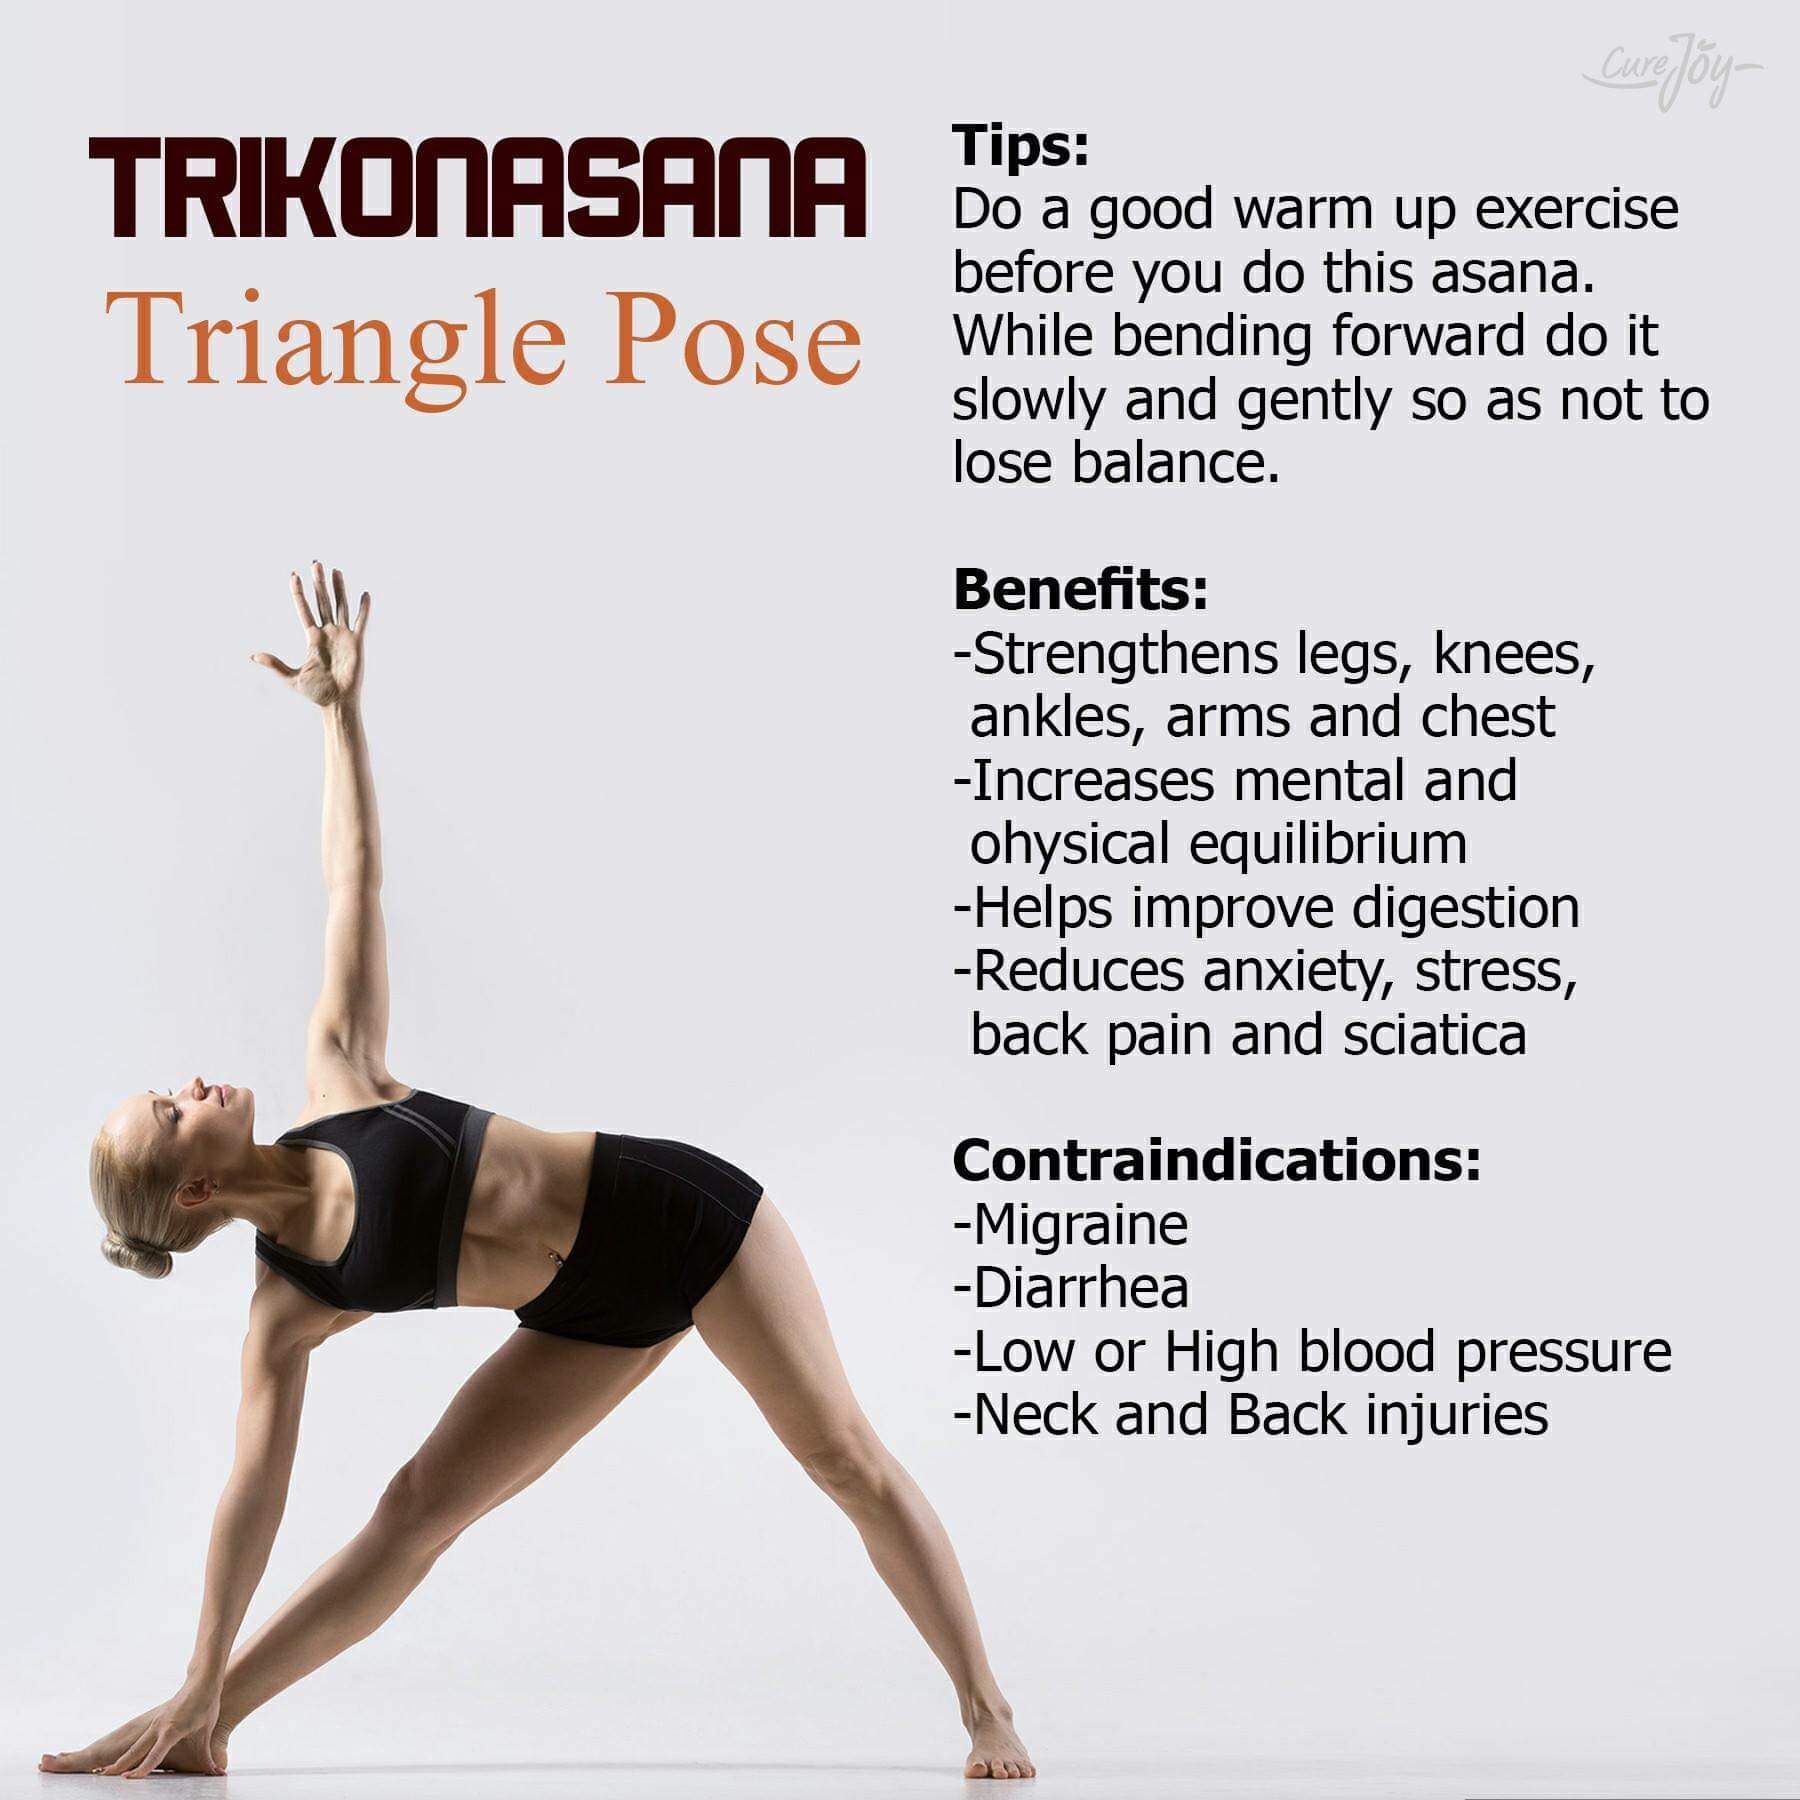 CureJoy
TRIKONASANA
Triangle Pose
Tips:
Do a good warm up exercise
before you do this asana.
While bending forward do it
slowly and gently so as not to
lose balance.
Benefits:
-Strengthens legs, knees,
ankles, arms and chest
-Increases mental and
ohysical equilibrium
-Helps improve digestion
-Reduces anxiety, stress,
back pain and sciatica
Contraindications:
-Migraine
-Diarrhea
-Low or High blood pressure
-Neck and Back injuries